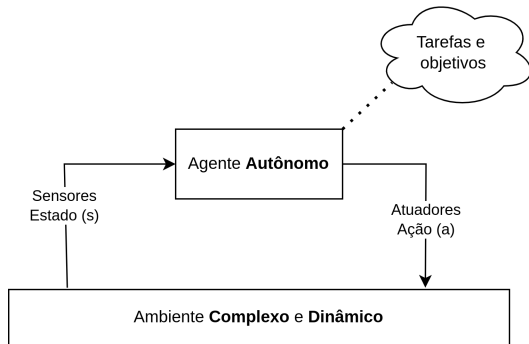 Tarefas e
objetivos
Agente Autônomo
Sensores
Estado (s)
Atuadores
Ação (a)
Ambiente Complexo e Dinâmico